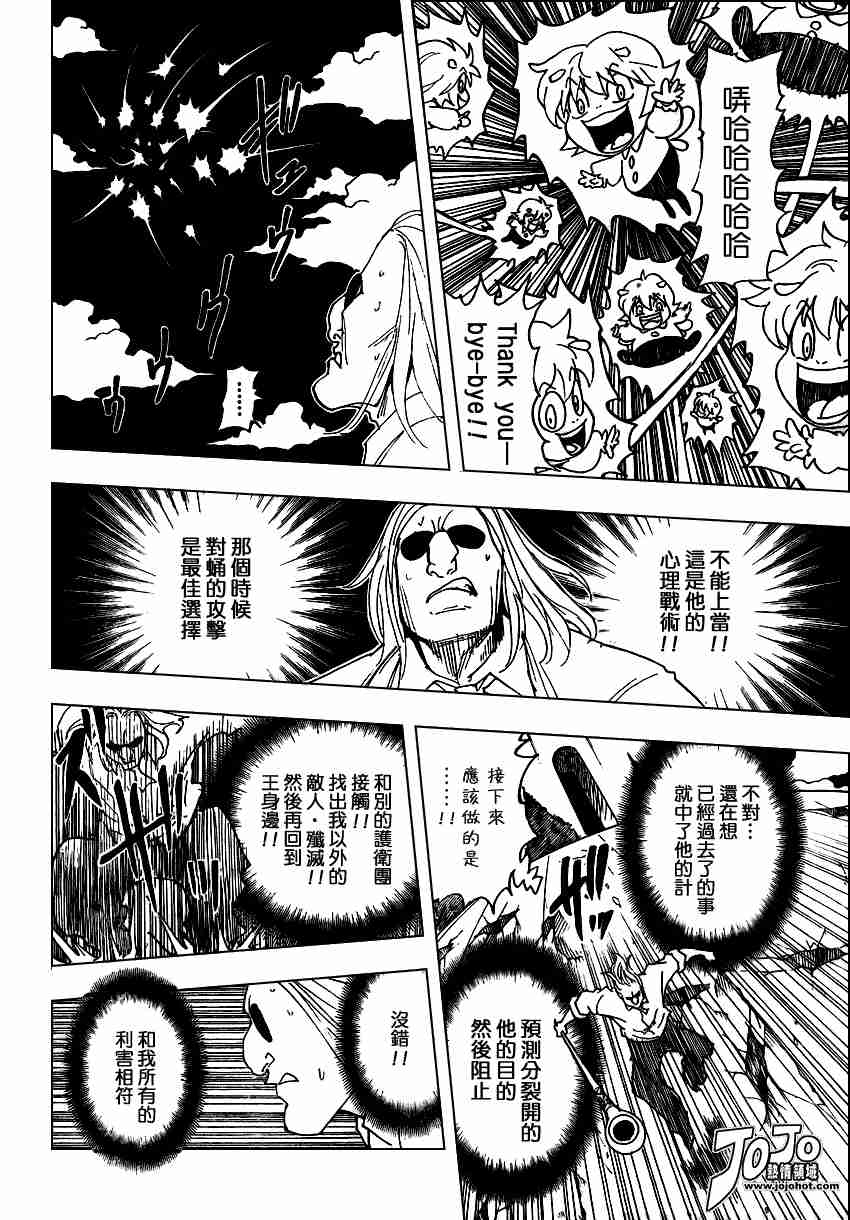 哢哈哈哈哈哈
Thank you—
bye-bye!!
……
不能上當!!
這是他的
心理戰術!!
那個時候
對蛹的攻擊
是最佳選擇
不對…
還在想
已經過去了的事
就中了他的計
接下來
應該做的是
……!!
預測分裂開的
他的目的
然後阻止
和別的護衛團
接觸!!
找出我以外的
敵人·殲滅!!
然後再回到
王身邊!!
沒錯!!
和我所有的
利害相符
JOJO
熱情領域
www.jojohot.com